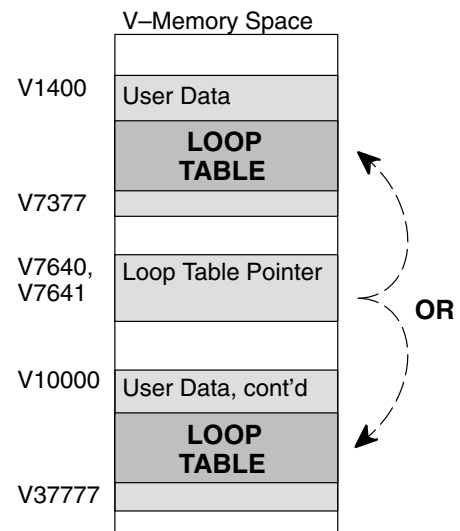 V–Memory Space
V1400
User Data
LOOP
TABLE
V7377
V7640,
V7641
Loop Table Pointer
OR
V10000
User Data, cont'd
LOOP
TABLE
V37777